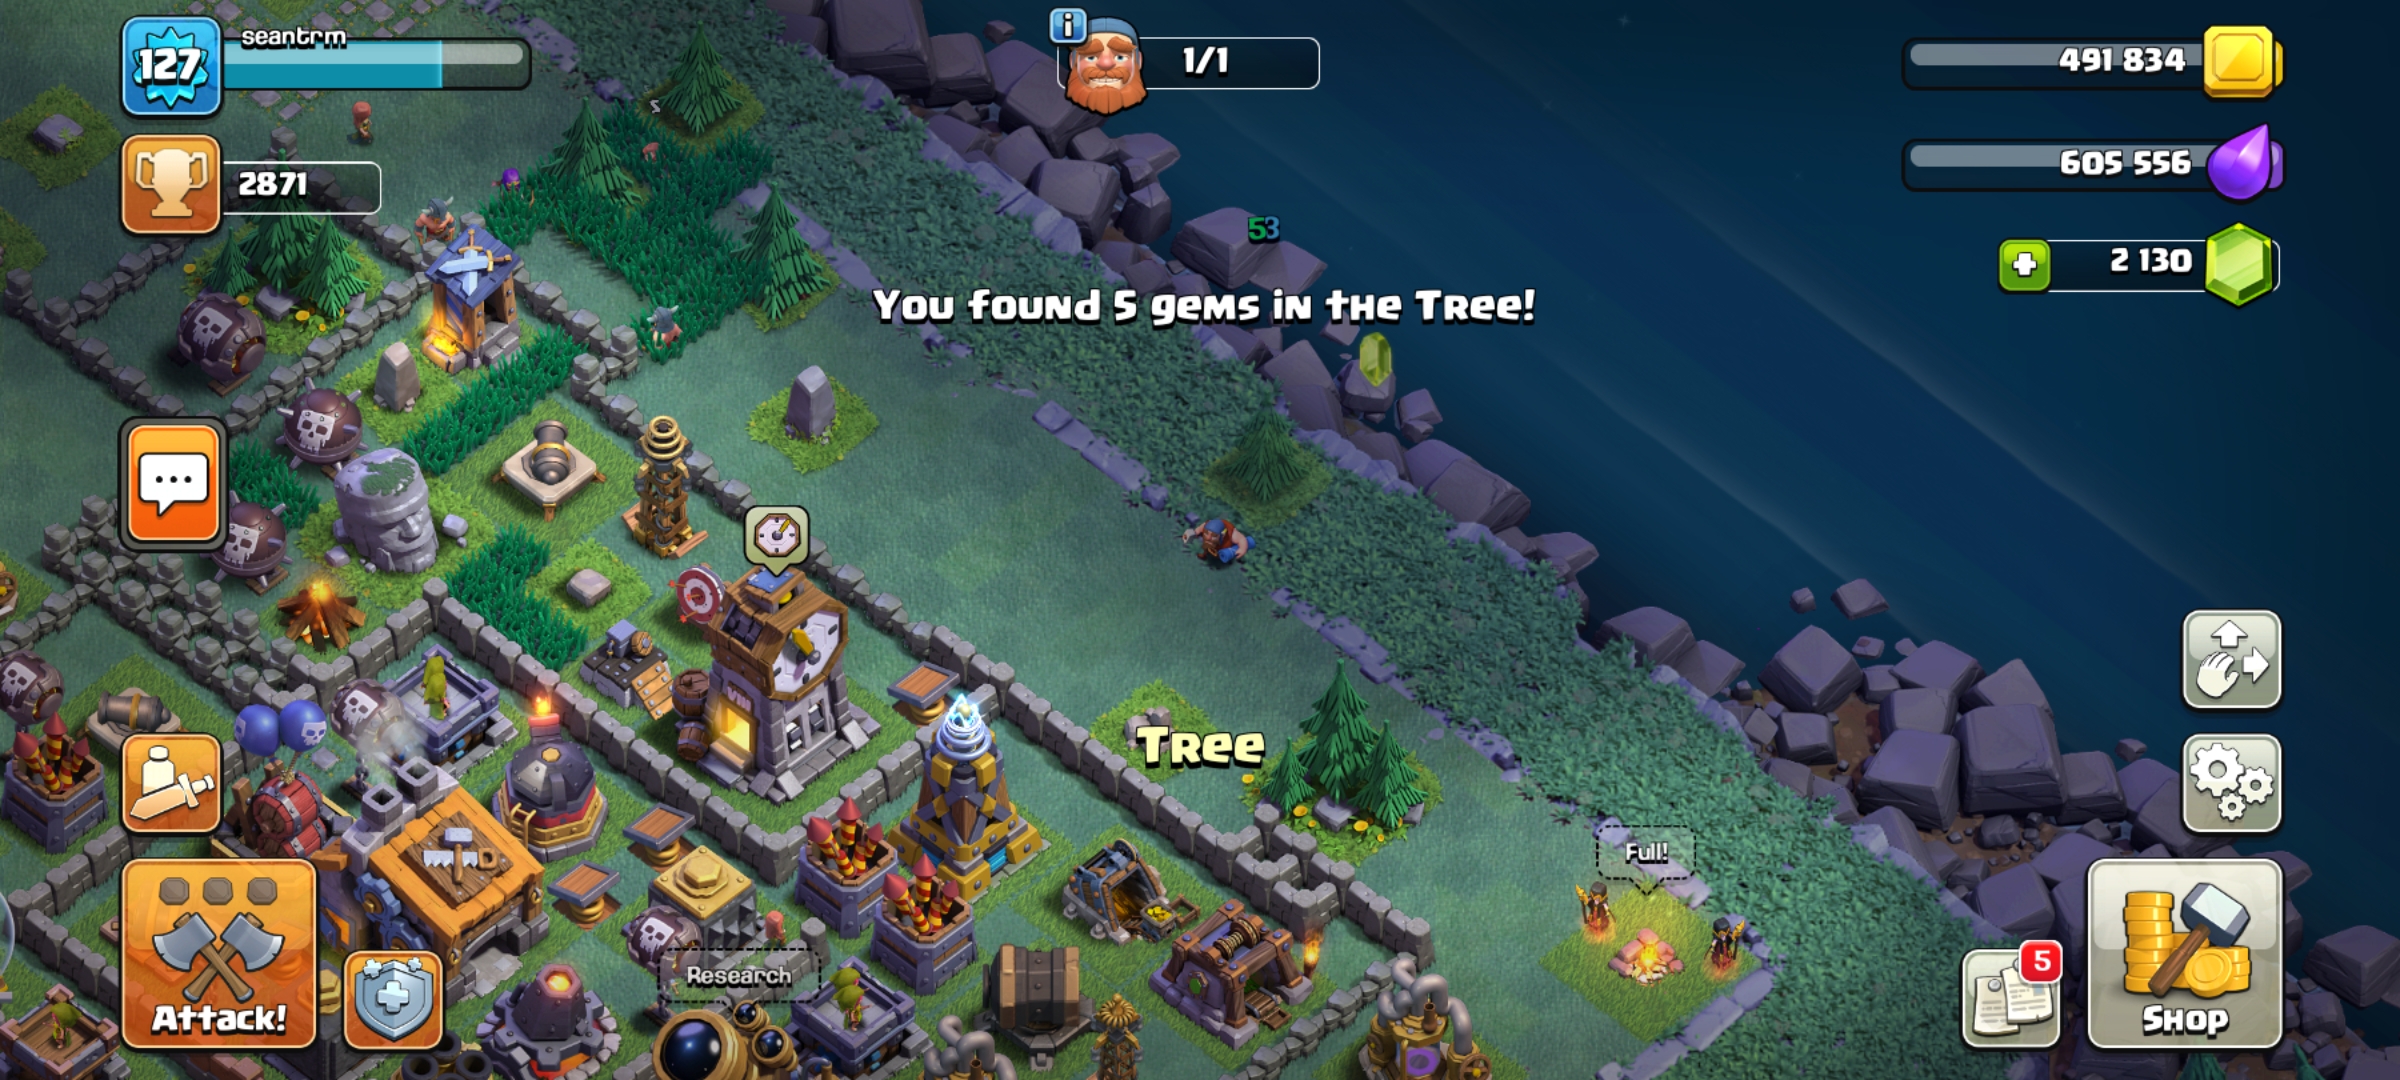 seantrm
127
i
1/1
491 834
2871
605 556
53
2 130
You found 5 gems in the Tree!
Tree
Full!
Research
5
Attack!
Shop